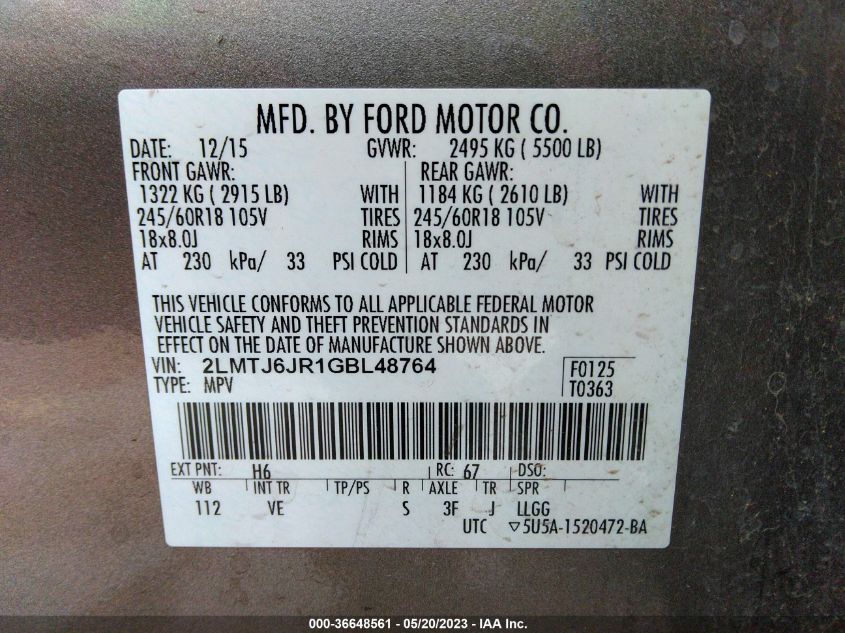 MFD. BY FORD MOTOR CO.
DATE: 12/15 GVWR: 2495 KG ( 5500 LB)
FRONT GAWR: REAR GAWR:
1322 KG ( 2915 LB) WITH 1184 KG ( 2610 LB) WITH
245/60R18 105V TIRES 245/60R18 105V TIRES
18x8.0J RIMS 18x8.0J RIMS
AT 230 kPa/ 33 PSI COLD AT 230 kPa/ 33 PSI COLD
THIS VEHICLE CONFORMS TO ALL APPLICABLE FEDERAL MOTOR
VEHICLE SAFETY AND THEFT PREVENTION STANDARDS IN
EFFECT ON THE DATE OF MANUFACTURE SHOWN ABOVE.
VIN: 2LMTJ6JR1GBL48764 F0125
TYPE: MPV T0363
EXT PNT: H6 RC: 67 DSO:
WB INT TR TP/PS R AXLE TR SPR
112 VE S 3F J LLGG
UTC ▽5U5A-1520472-BA
000-36648561 - 05/20/2023 - IAA Inc.